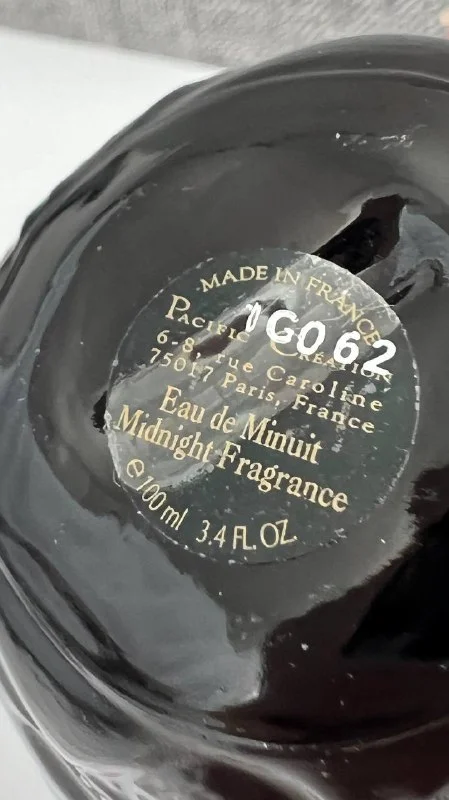 MADE IN FRANCE
G062
PACIFIC CREATION
6-8, rue Caroline
75017 Paris, France
Eau de Minuit
Midnight Fragrance
℮ 100 ml 3.4 FL. OZ.